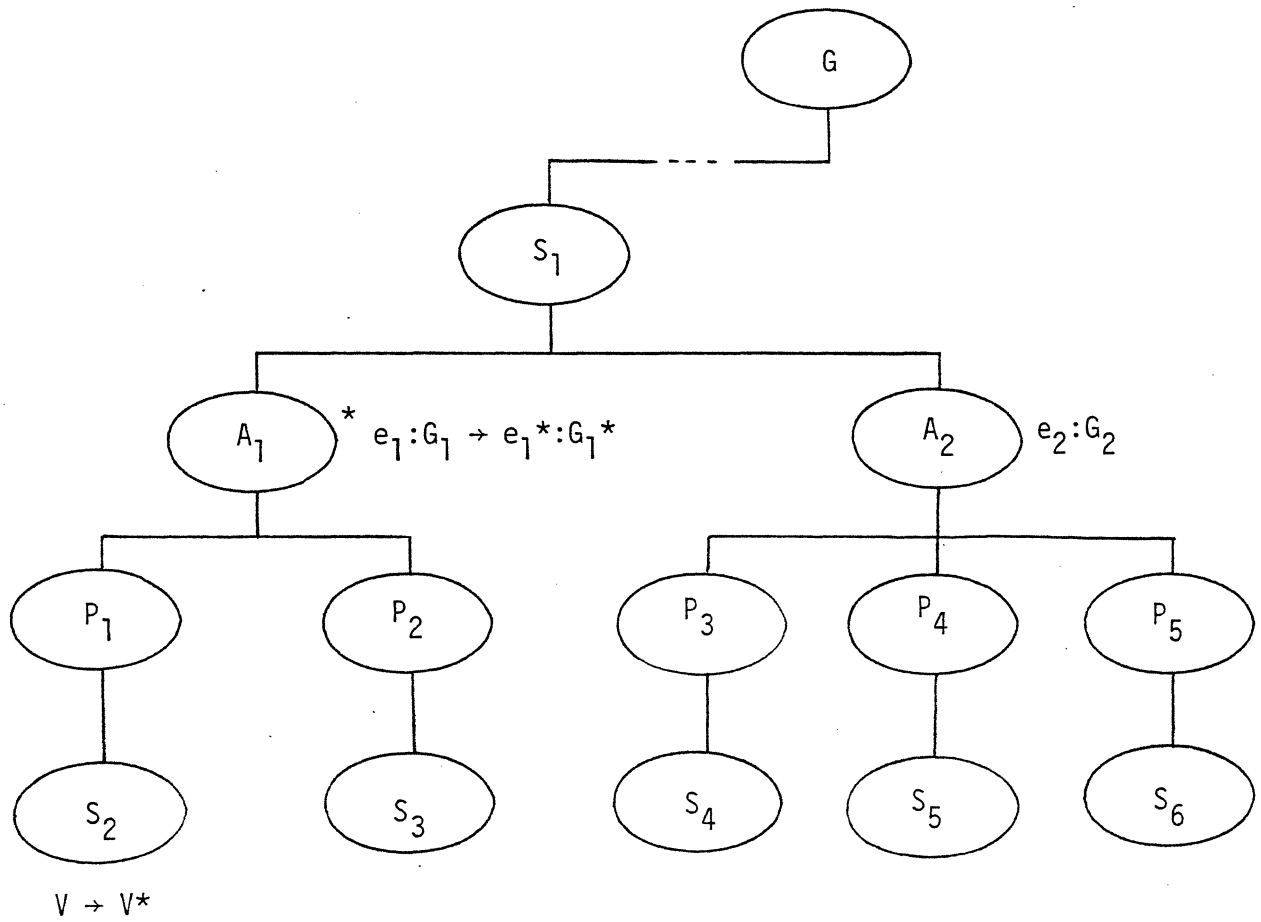 G
S₁
A₁ * e₁:G₁ → e₁*:G₁*
A₂ e₂:G₂
P₁ P₂ P₃ P₄ P₅
S₂ S₃ S₄ S₅ S₆
V → V*